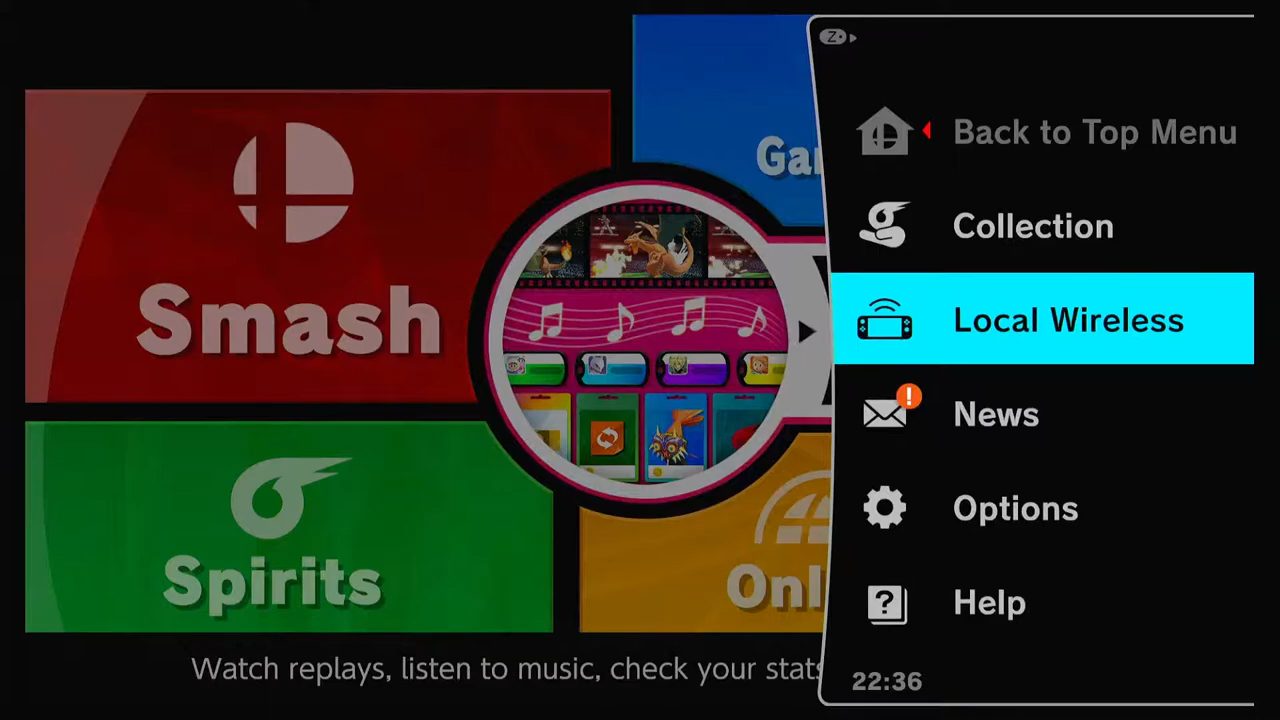 Smash
Spirits
Ga
Onl
Watch replays, listen to music, check your stats
Z
Back to Top Menu
Collection
Local Wireless
!
News
Options
?
Help
22:36